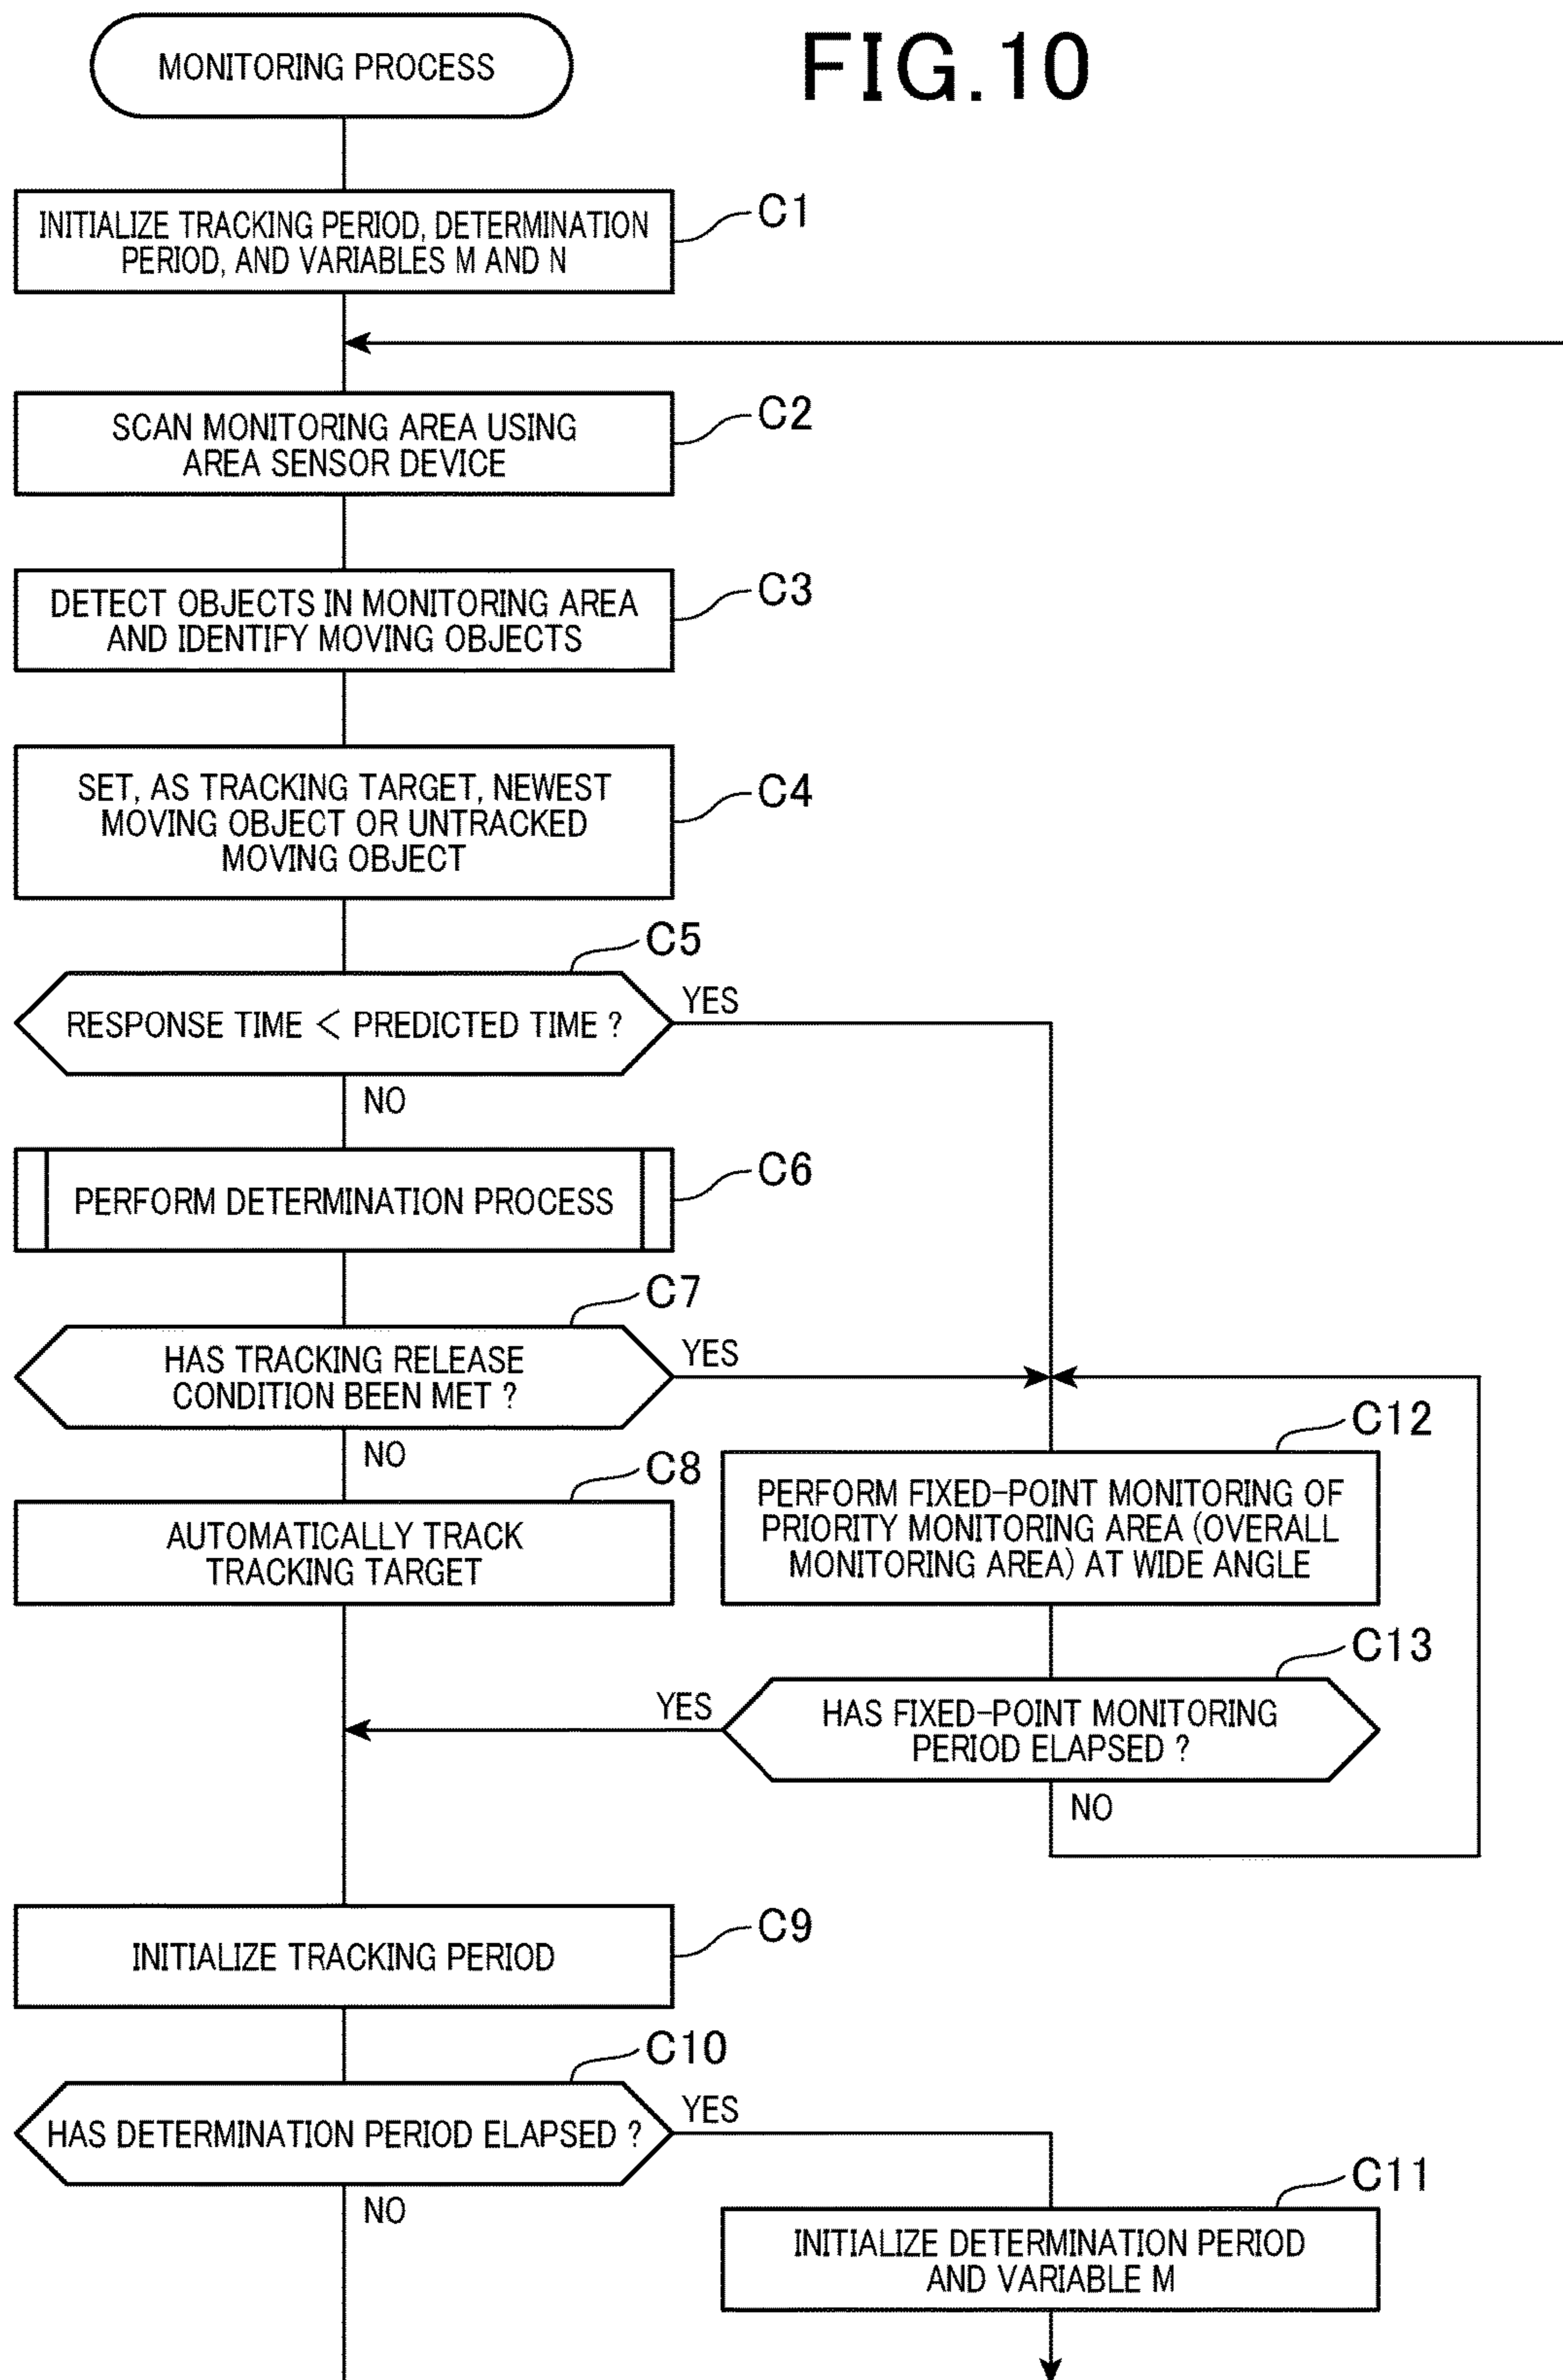 MONITORING PROCESS
FIG.10
INITIALIZE TRACKING PERIOD, DETERMINATION
PERIOD, AND VARIABLES M AND N
C1
SCAN MONITORING AREA USING
AREA SENSOR DEVICE
C2
DETECT OBJECTS IN MONITORING AREA
AND IDENTIFY MOVING OBJECTS
C3
SET, AS TRACKING TARGET, NEWEST
MOVING OBJECT OR UNTRACKED
MOVING OBJECT
C4
C5
RESPONSE TIME < PREDICTED TIME ?
YES
NO
PERFORM DETERMINATION PROCESS
C6
C7
HAS TRACKING RELEASE
CONDITION BEEN MET ?
YES
NO
C8
AUTOMATICALLY TRACK
TRACKING TARGET
C12
PERFORM FIXED-POINT MONITORING OF
PRIORITY MONITORING AREA (OVERALL
MONITORING AREA) AT WIDE ANGLE
C13
HAS FIXED-POINT MONITORING
PERIOD ELAPSED ?
YES
NO
INITIALIZE TRACKING PERIOD
C9
C10
HAS DETERMINATION PERIOD ELAPSED ?
YES
NO
C11
INITIALIZE DETERMINATION PERIOD
AND VARIABLE M